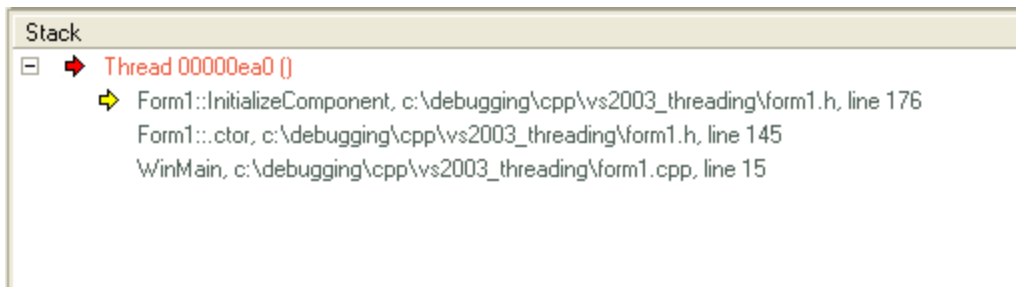 Stack
Thread 00000ea0 ()
Form1::InitializeComponent, c:\debugging\cpp\vs2003_threading\form1.h, line 176
Form1::.ctor, c:\debugging\cpp\vs2003_threading\form1.h, line 145
WinMain, c:\debugging\cpp\vs2003_threading\form1.cpp, line 15